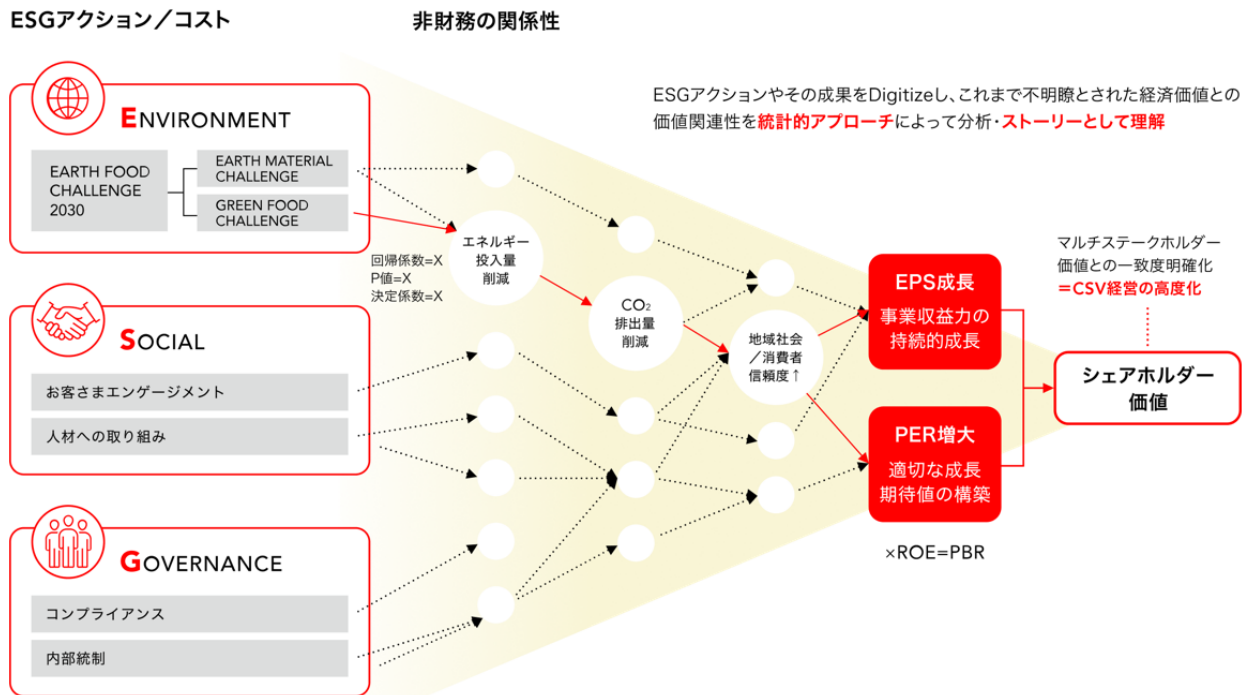 ESGアクション／コスト
非財務の関係性
ESGアクションやその成果をDigitizeし、これまで不明瞭とされた経済価値との
価値関連性を統計的アプローチによって分析・ストーリーとして理解
ENVIRONMENT
EARTH FOOD
CHALLENGE
2030
EARTH MATERIAL
CHALLENGE
GREEN FOOD
CHALLENGE
回帰係数=X
P値=X
決定係数=X
エネルギー
投入量
削減
CO₂
排出量
削減
地域社会
／消費者
信頼度↑
EPS成長
事業収益力の
持続的成長
マルチステークホルダー
価値との一致度明確化
＝CSV経営の高度化
シェアホルダー
価値
SOCIAL
お客さまエンゲージメント
人材への取り組み
PER増大
適切な成長
期待値の構築
×ROE=PBR
GOVERNANCE
コンプライアンス
内部統制